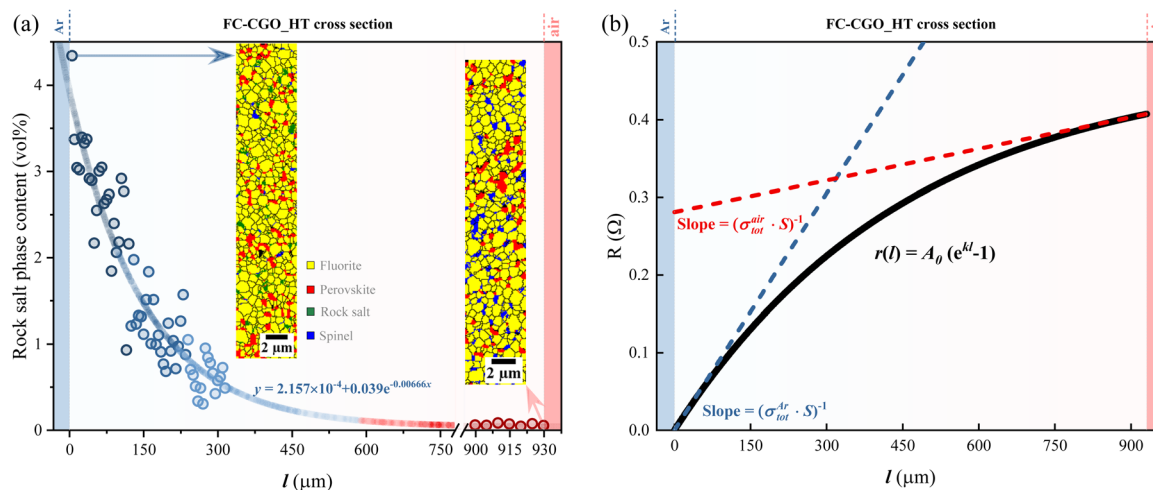 (a)
Ar
FC-CGO_HT cross section
air
Rock salt phase content (vol%)
4
3
2
1
0
Fluorite
Perovskite
Rock salt
Spinel
2 μm
2 μm
y = 2.157×10⁻⁴+0.039e⁻⁰·⁰⁰⁶⁶⁶ˣ
0 150 300 450 600 750 900 915 930
l (μm)
(b)
Ar
FC-CGO_HT cross section
R (Ω)
0.5
0.4
0.3
0.2
0.1
0.0
Slope = (σ_tot^air · S)⁻¹
r(l) = A₀ (e^kl-1)
Slope = (σ_tot^Ar · S)⁻¹
0 150 300 450 600 750 900
l (μm)